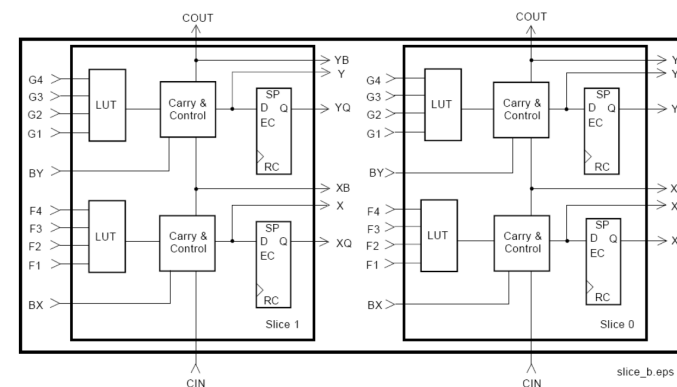 COUT
COUT
YB
Y
G4
G3
G2
G1
LUT
Carry &
Control
SP
D Q
EC
RC
YQ
BY
XB
X
F4
F3
F2
F1
LUT
Carry &
Control
SP
D Q
EC
RC
XQ
BX
Slice 1
CIN
G4
G3
G2
G1
LUT
Carry &
Control
SP
D Q
EC
RC
BY
F4
F3
F2
F1
LUT
Carry &
Control
SP
D Q
EC
RC
BX
Slice 0
CIN
slice_b.eps